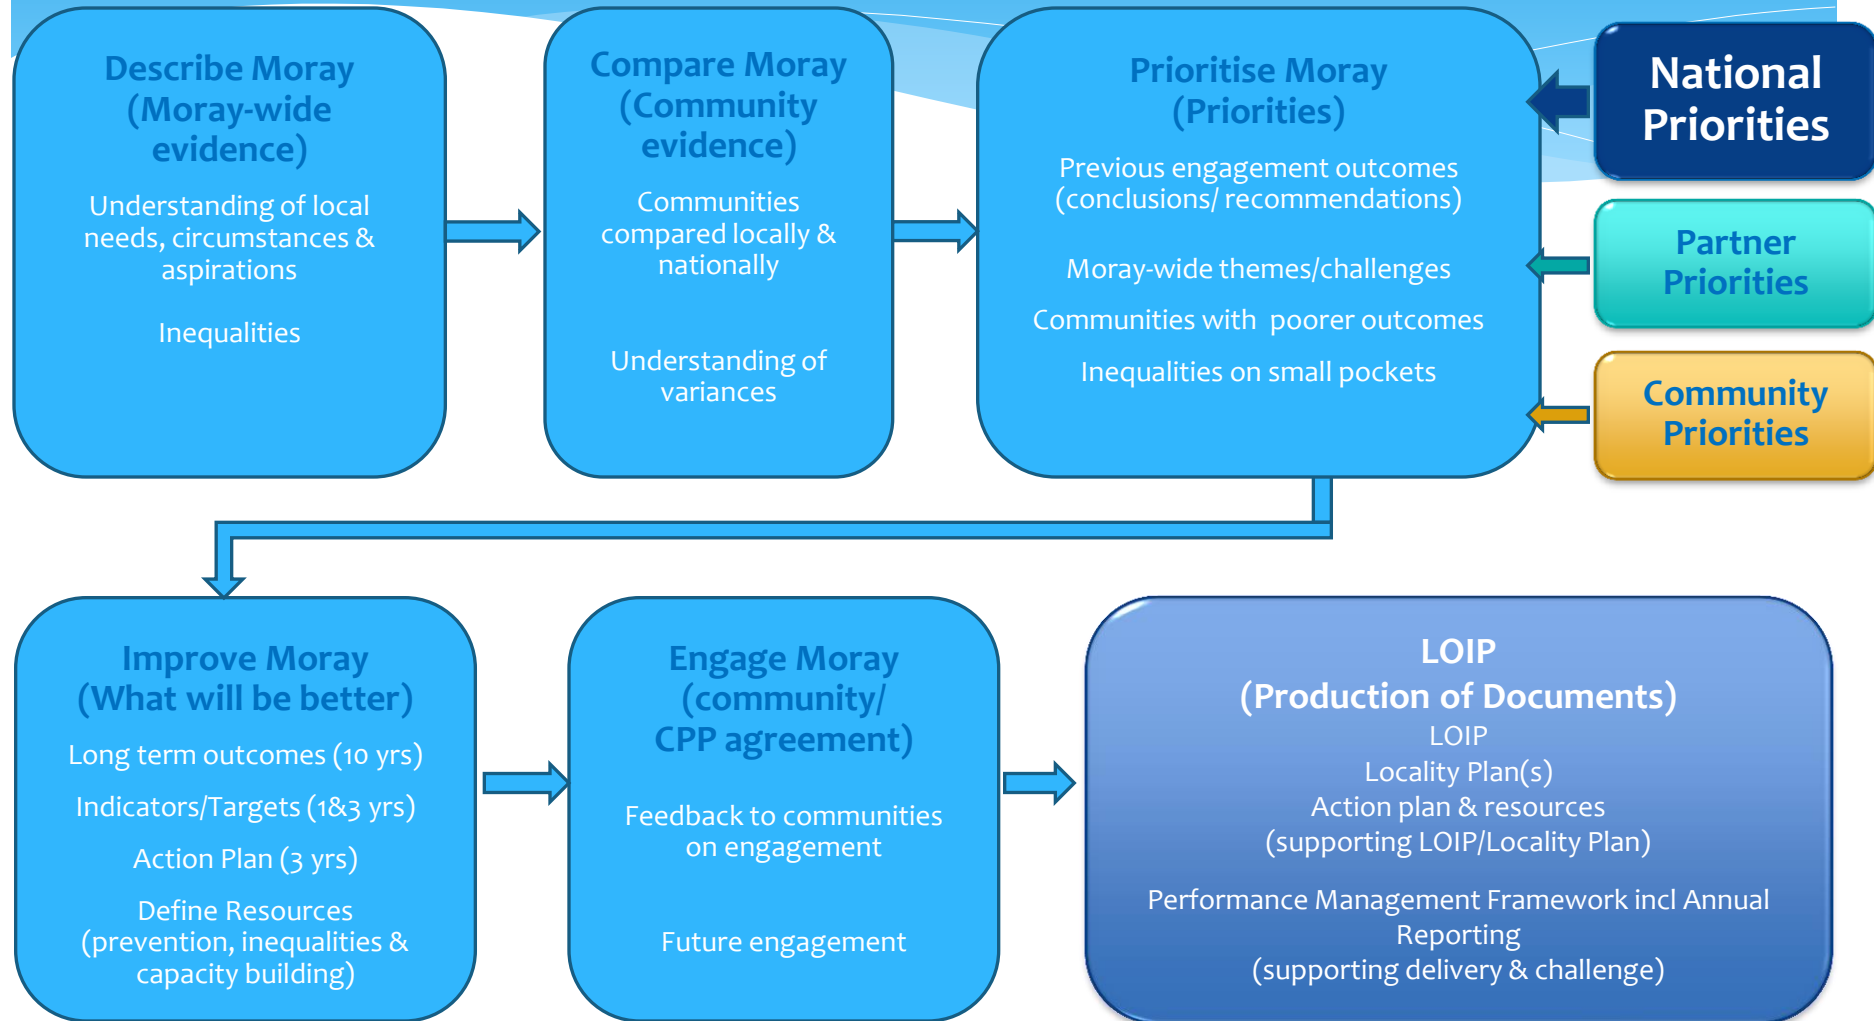 Describe Moray
(Moray-wide
evidence)
Understanding of local
needs, circumstances &
aspirations
Inequalities
Compare Moray
(Community
evidence)
Communities
compared locally &
nationally
Understanding of
variances
Prioritise Moray
(Priorities)
Previous engagement outcomes
(conclusions/ recommendations)
Moray-wide themes/challenges
Communities with  poorer outcomes
Inequalities on small pockets
National
Priorities
Partner
Priorities
Community
Priorities
Improve Moray
(What will be better)
Long term outcomes (10 yrs)
Indicators/Targets (1&3 yrs)
Action Plan (3 yrs)
Define Resources
(prevention, inequalities &
capacity building)
Engage Moray
(community/
CPP agreement)
Feedback to communities
on engagement
Future engagement
LOIP
(Production of Documents)
LOIP
Locality Plan(s)
Action plan & resources
(supporting LOIP/Locality Plan)
Performance Management Framework incl Annual
Reporting
(supporting delivery & challenge)